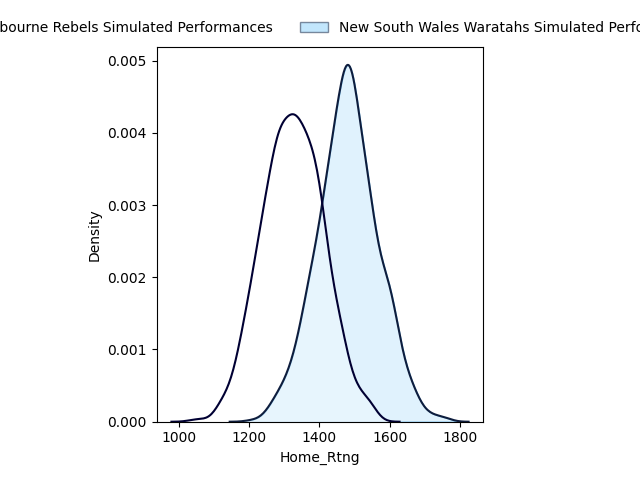 bourne Rebels Simulated Performances New South Wales Waratahs Simulated Perfo
0.005
0.004
0.003
0.002
0.001
0.000
Density
1000 1200 1400 1600 1800
Home_Rtng